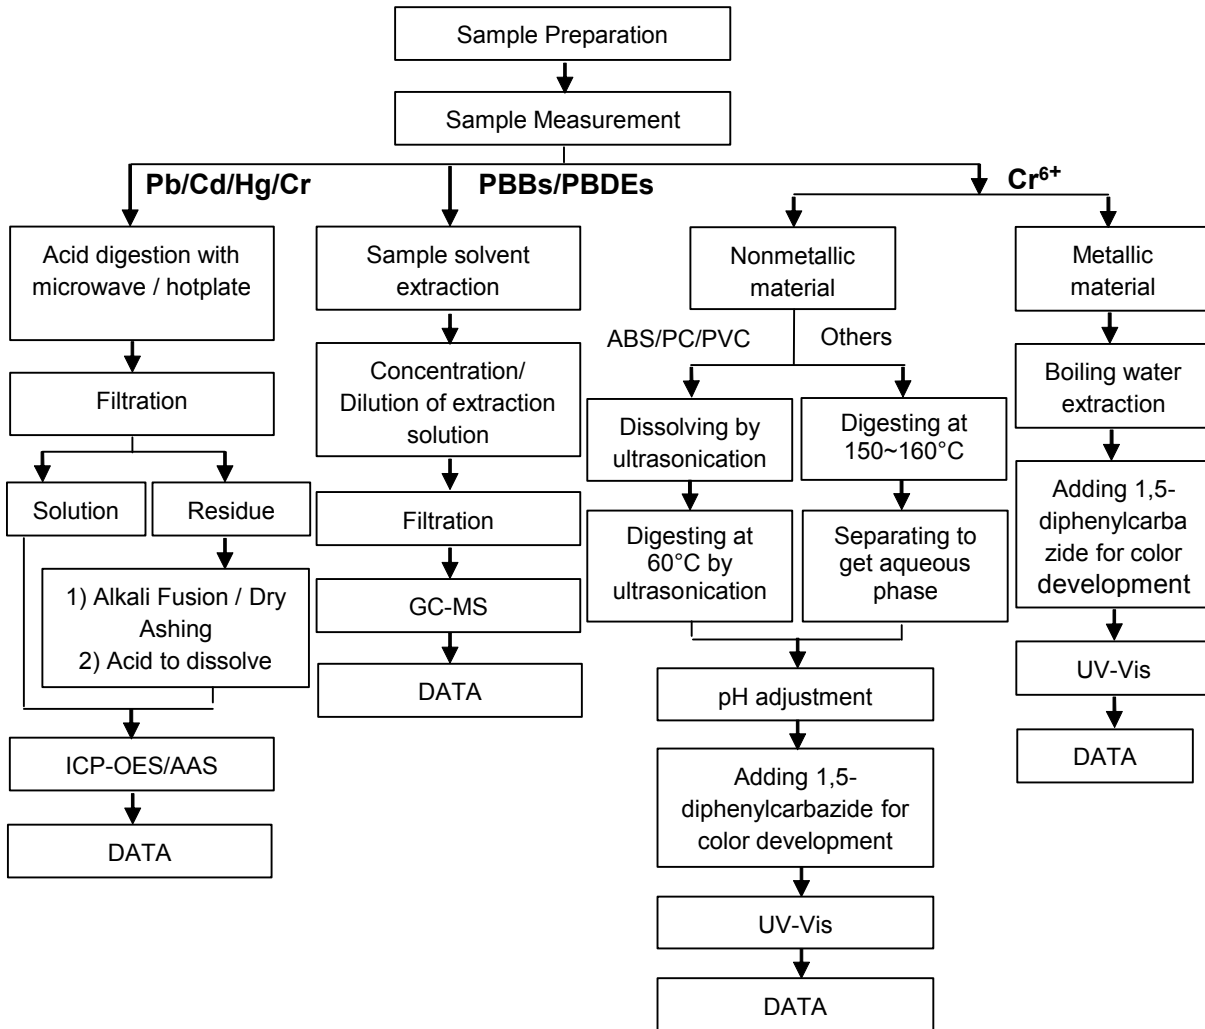 Sample Preparation
Sample Measurement
Pb/Cd/Hg/Cr
PBBs/PBDEs
Cr⁶⁺
Acid digestion with
microwave / hotplate
Filtration
Solution
Residue
1) Alkali Fusion / Dry
Ashing
2) Acid to dissolve
ICP-OES/AAS
DATA
Sample solvent
extraction
Concentration/
Dilution of extraction
solution
Filtration
GC-MS
DATA
Nonmetallic
material
ABS/PC/PVC
Others
Dissolving by
ultrasonication
Digesting at
60°C by
ultrasonication
Digesting at
150~160°C
Separating to
get aqueous
phase
pH adjustment
Adding 1,5-
diphenylcarbazide for
color development
UV-Vis
DATA
Metallic
material
Boiling water
extraction
Adding 1,5-
diphenylcarba
zide for color
development
UV-Vis
DATA